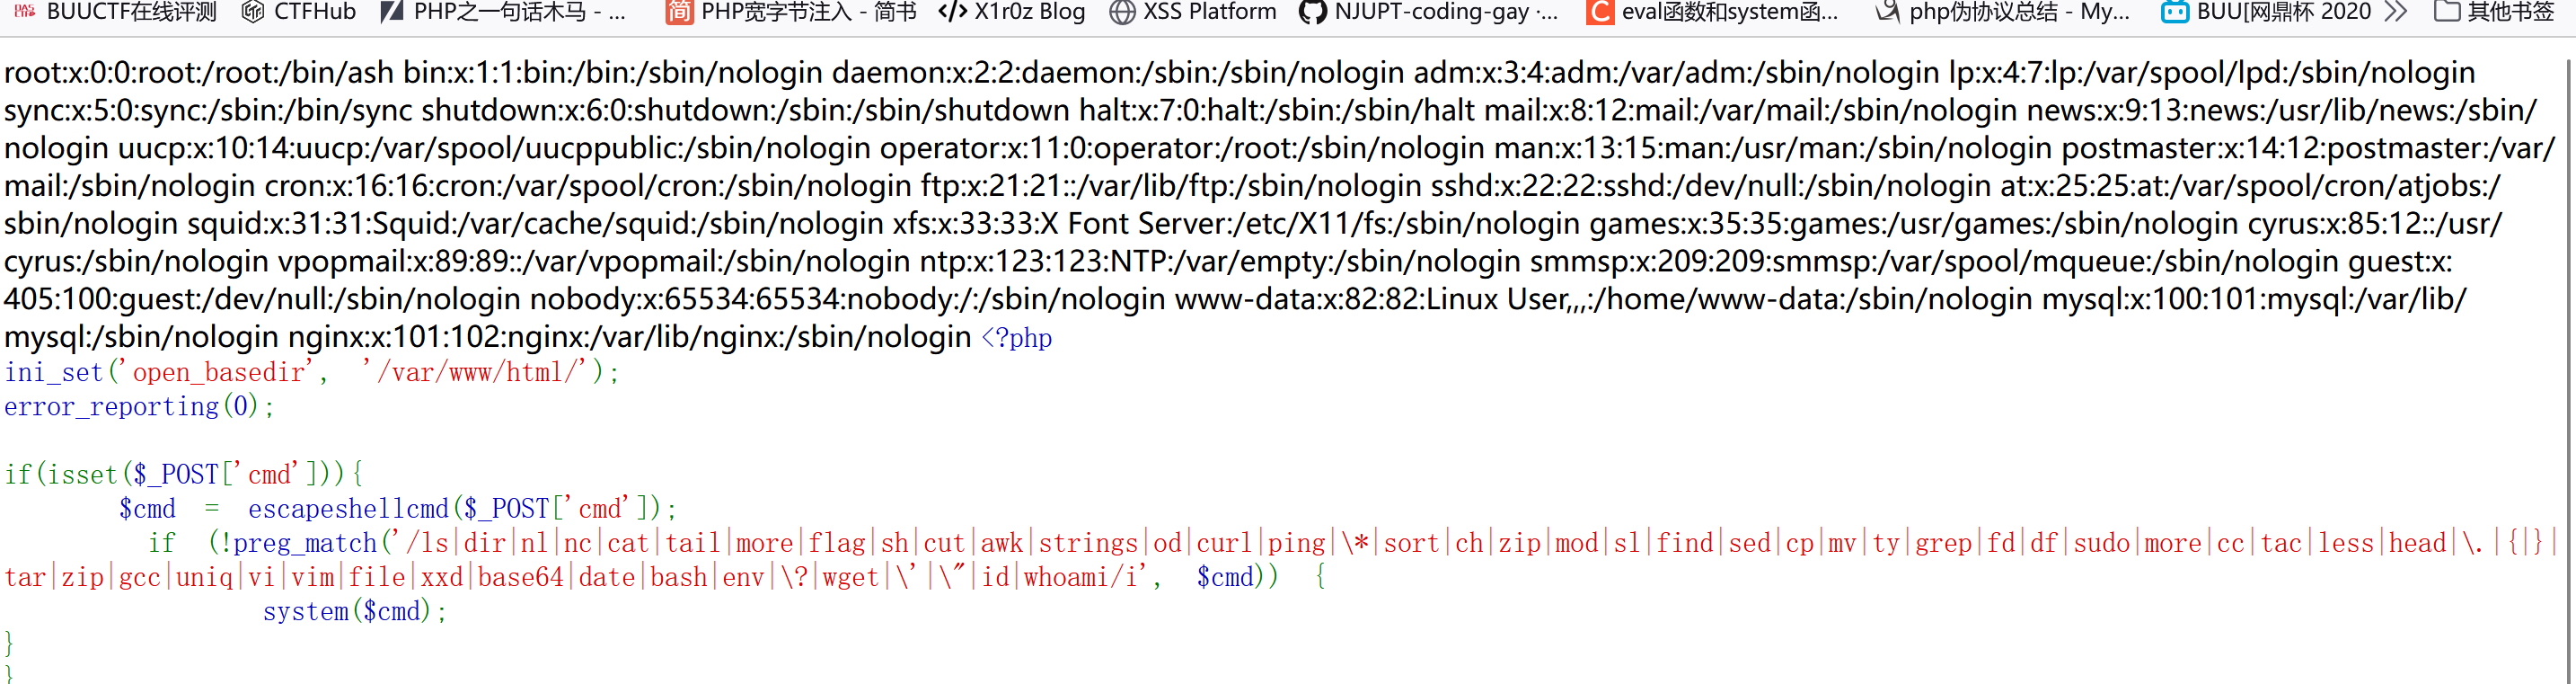 BUUCTF在线评测 CTFHub PHP之一句话木马 - ... 简 PHP宽字节注入 - 简书 X1r0z Blog XSS Platform NJUPT-coding-gay ·... C eval函数和system函... php伪协议总结 - My... BUU[网鼎杯 2020 其他书签
root:x:0:0:root:/root:/bin/ash bin:x:1:1:bin:/bin:/sbin/nologin daemon:x:2:2:daemon:/sbin:/sbin/nologin adm:x:3:4:adm:/var/adm:/sbin/nologin lp:x:4:7:lp:/var/spool/lpd:/sbin/nologin
sync:x:5:0:sync:/sbin:/bin/sync shutdown:x:6:0:shutdown:/sbin:/sbin/shutdown halt:x:7:0:halt:/sbin:/sbin/halt mail:x:8:12:mail:/var/mail:/sbin/nologin news:x:9:13:news:/usr/lib/news:/sbin/
nologin uucp:x:10:14:uucp:/var/spool/uucppublic:/sbin/nologin operator:x:11:0:operator:/root:/sbin/nologin man:x:13:15:man:/usr/man:/sbin/nologin postmaster:x:14:12:postmaster:/var/
mail:/sbin/nologin cron:x:16:16:cron:/var/spool/cron:/sbin/nologin ftp:x:21:21::/var/lib/ftp:/sbin/nologin sshd:x:22:22:sshd:/dev/null:/sbin/nologin at:x:25:25:at:/var/spool/cron/atjobs:/
sbin/nologin squid:x:31:31:Squid:/var/cache/squid:/sbin/nologin xfs:x:33:33:X Font Server:/etc/X11/fs:/sbin/nologin games:x:35:35:games:/usr/games:/sbin/nologin cyrus:x:85:12::/usr/
cyrus:/sbin/nologin vpopmail:x:89:89::/var/vpopmail:/sbin/nologin ntp:x:123:123:NTP:/var/empty:/sbin/nologin smmsp:x:209:209:smmsp:/var/spool/mqueue:/sbin/nologin guest:x:
405:100:guest:/dev/null:/sbin/nologin nobody:x:65534:65534:nobody:/:/sbin/nologin www-data:x:82:82:Linux User,,,:/home/www-data:/sbin/nologin mysql:x:100:101:mysql:/var/lib/
mysql:/sbin/nologin nginx:x:101:102:nginx:/var/lib/nginx:/sbin/nologin <?php
ini_set('open_basedir', '/var/www/html/');
error_reporting(0);
if(isset($_POST['cmd'])){
$cmd = escapeshellcmd($_POST['cmd']);
if (!preg_match('/ls|dir|nl|nc|cat|tail|more|flag|sh|cut|awk|strings|od|curl|ping|\*|sort|ch|zip|mod|sl|find|sed|cp|mv|ty|grep|fd|df|sudo|more|cc|tac|less|head|\.|{|}|
tar|zip|gcc|uniq|vi|vim|file|xxd|base64|date|bash|env|\?|wget|\'|\"|id|whoami/i', $cmd)) {
system($cmd);
}
}